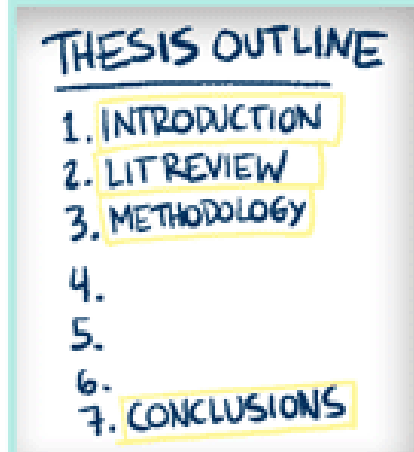 THESIS OUTLINE
1. INTRODUCTION
2. LIT REVIEW
3. METHODOLOGY
4.
5.
6.
7. CONCLUSIONS